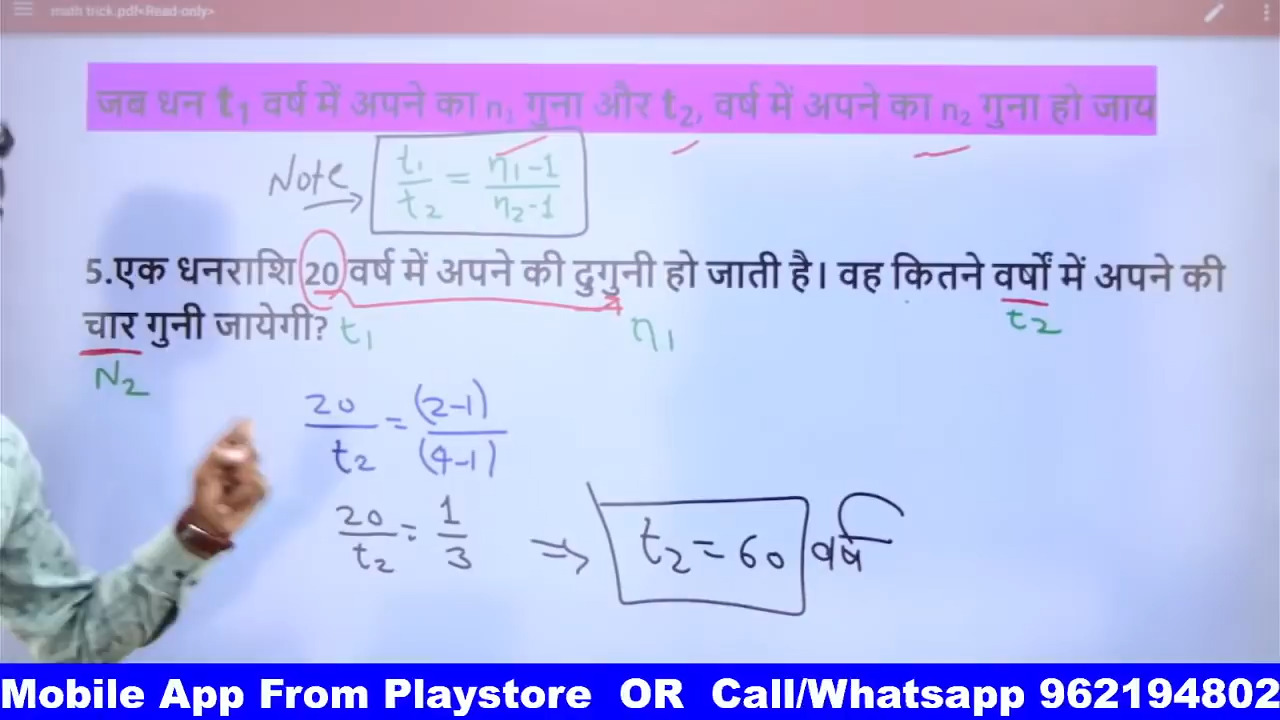 math trick.pdf<Read-only>
जब धन t₁ वर्ष में अपने का n₁ गुना और t₂, वर्ष में अपने का n₂ गुना हो जाय
Note → t₁/t₂ = n₁-1/n₂-1
5.एक धनराशि 20 वर्ष में अपने की दुगुनी हो जाती है। वह कितने वर्षों में अपने की
चार गुनी जायेगी? t₁ n₁ t₂
N₂
20/t₂ = (2-1)/(4-1)
20/t₂ = 1/3 ⇒ t₂ = 60 वर्ष
Mobile App From Playstore OR Call/Whatsapp 962194802